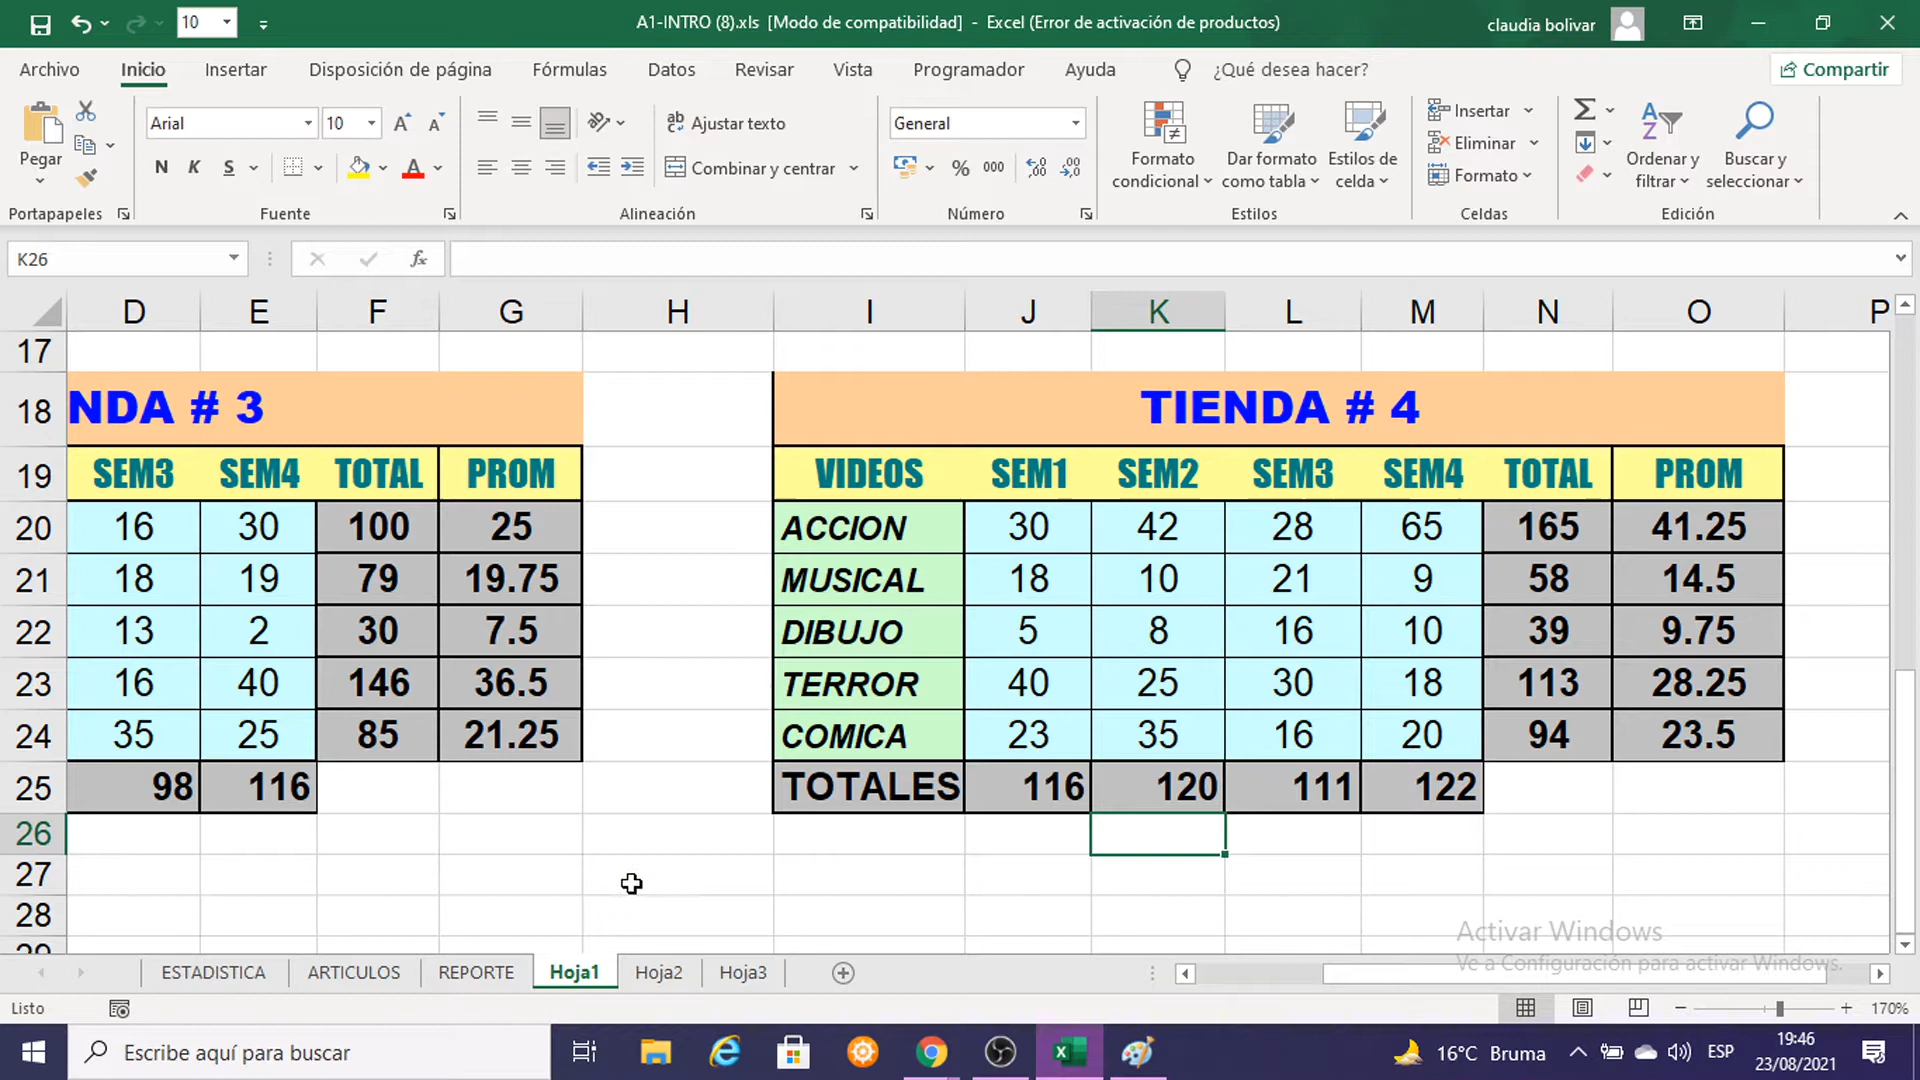 10
A1-INTRO (8).xls [Modo de compatibilidad] - Excel (Error de activación de productos)
claudia bolivar
Archivo Inicio Insertar Disposición de página Fórmulas Datos Revisar Vista Programador Ayuda ¿Qué desea hacer? Compartir
Pegar
Portapapeles
Arial 10
N K S
Fuente
Ajustar texto
Combinar y centrar
Alineación
General
% 000
Número
Formato condicional
Dar formato como tabla
Estilos de celda
Estilos
Insertar
Eliminar
Formato
Celdas
Ordenar y filtrar
Buscar y seleccionar
Edición
K26 fx
D E F G H I J K L M N O P
17
18 NDA # 3 TIENDA # 4
19 SEM3 SEM4 TOTAL PROM VIDEOS SEM1 SEM2 SEM3 SEM4 TOTAL PROM
20 16 30 100 25 ACCION 30 42 28 65 165 41.25
21 18 19 79 19.75 MUSICAL 18 10 21 9 58 14.5
22 13 2 30 7.5 DIBUJO 5 8 16 10 39 9.75
23 16 40 146 36.5 TERROR 40 25 30 18 113 28.25
24 35 25 85 21.25 COMICA 23 35 16 20 94 23.5
25 98 116 TOTALES 116 120 111 122
26
27
28
29
Activar Windows
Ve a Configuración para activar Windows.
ESTADISTICA ARTICULOS REPORTE Hoja1 Hoja2 Hoja3
Listo 170%
Escribe aquí para buscar
16°C Bruma ESP
19:46
23/08/2021